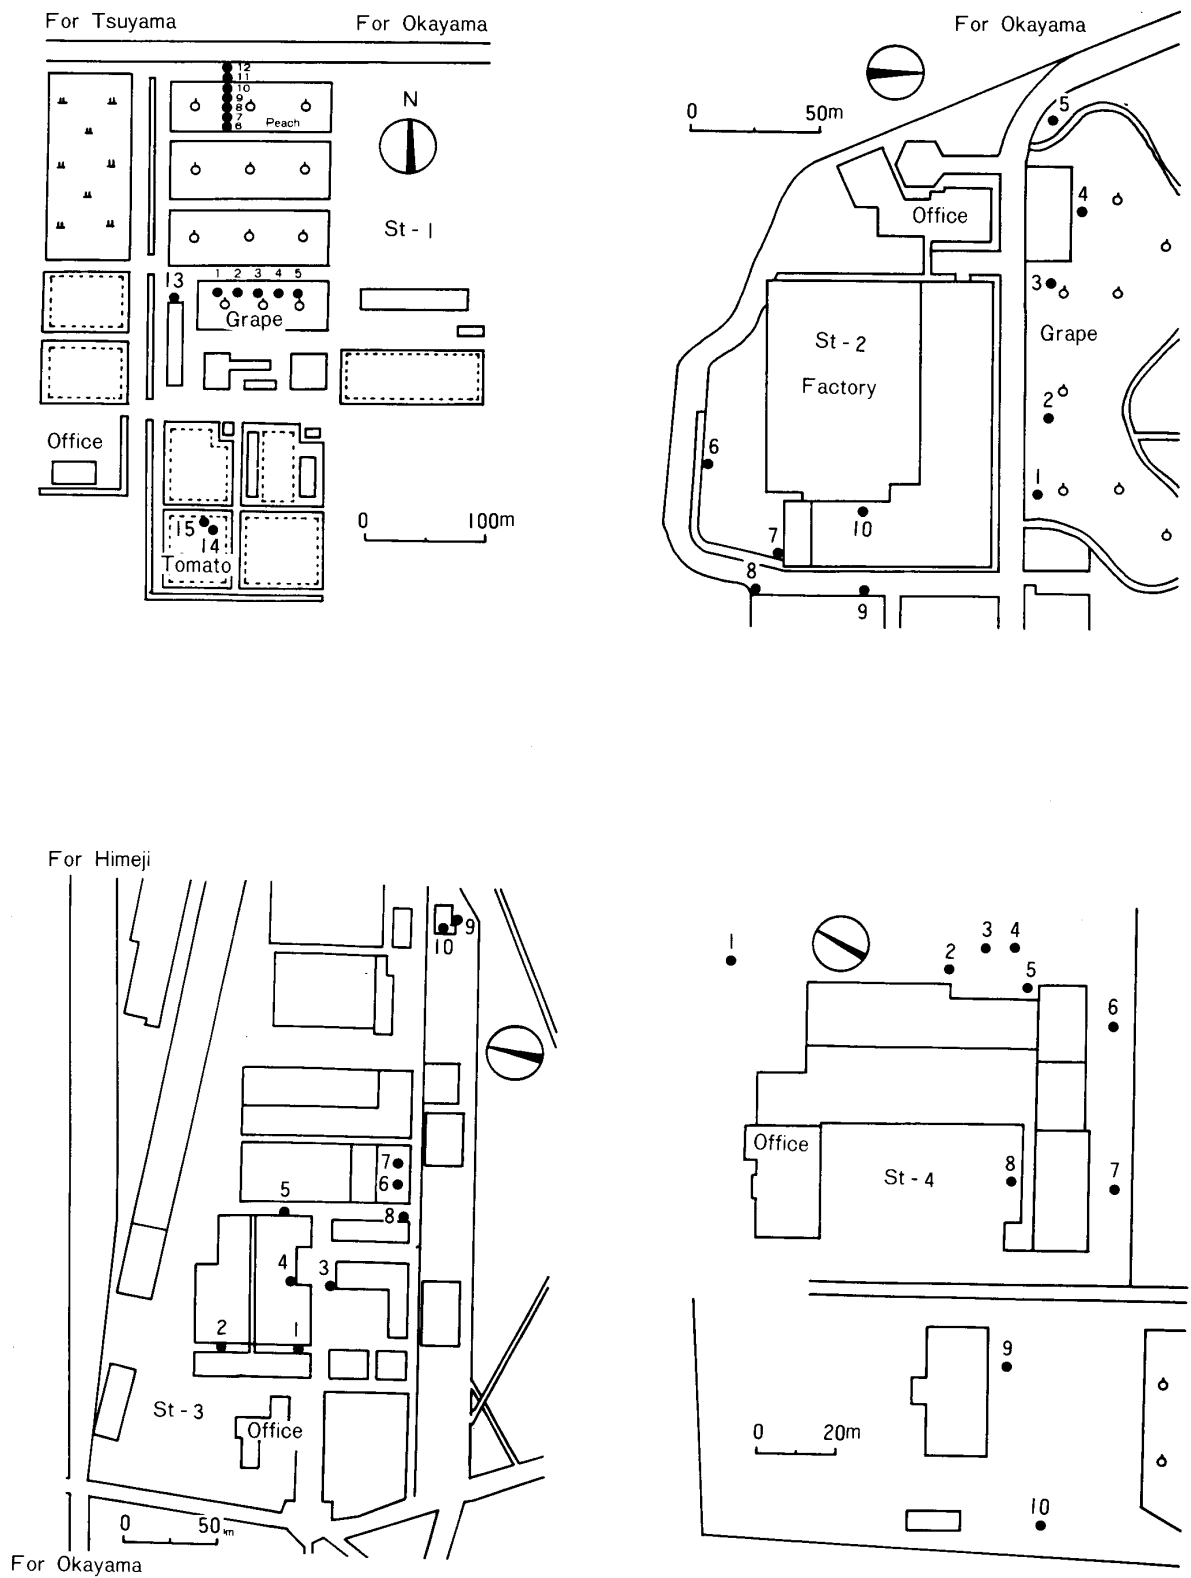 For Tsuyama
For Okayama
12
11
10
9
8
7
6
Peach
N
St-1
13
1 2 3 4 5
Grape
Office
15
14
Tomato
0 100m
For Okayama
0 50m
5
Office
4
3
St-2
Factory
Grape
2
6
1
10
7
8
9
For Himeji
9
10
7
6
5
8
4
3
2
1
St-3
Office
0 50m
For Okayama
1
2
3
4
5
6
Office
St-4
8
7
9
0 20m
10